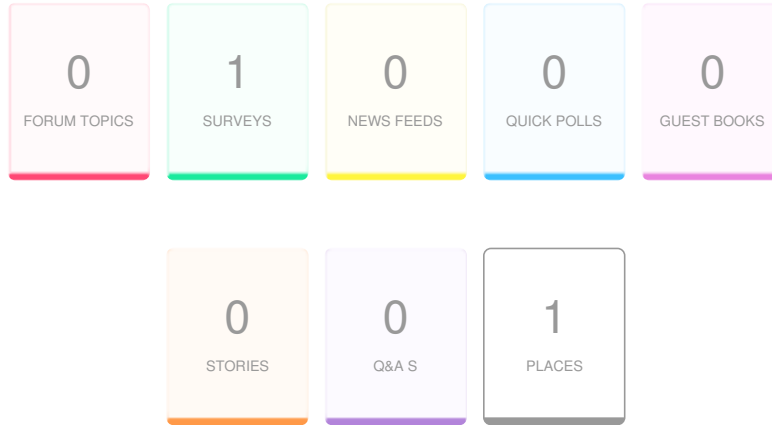 0 1 0 0 0
FORUM TOPICS SURVEYS NEWS FEEDS QUICK POLLS GUEST BOOKS
0 0 1
STORIES Q&A S PLACES